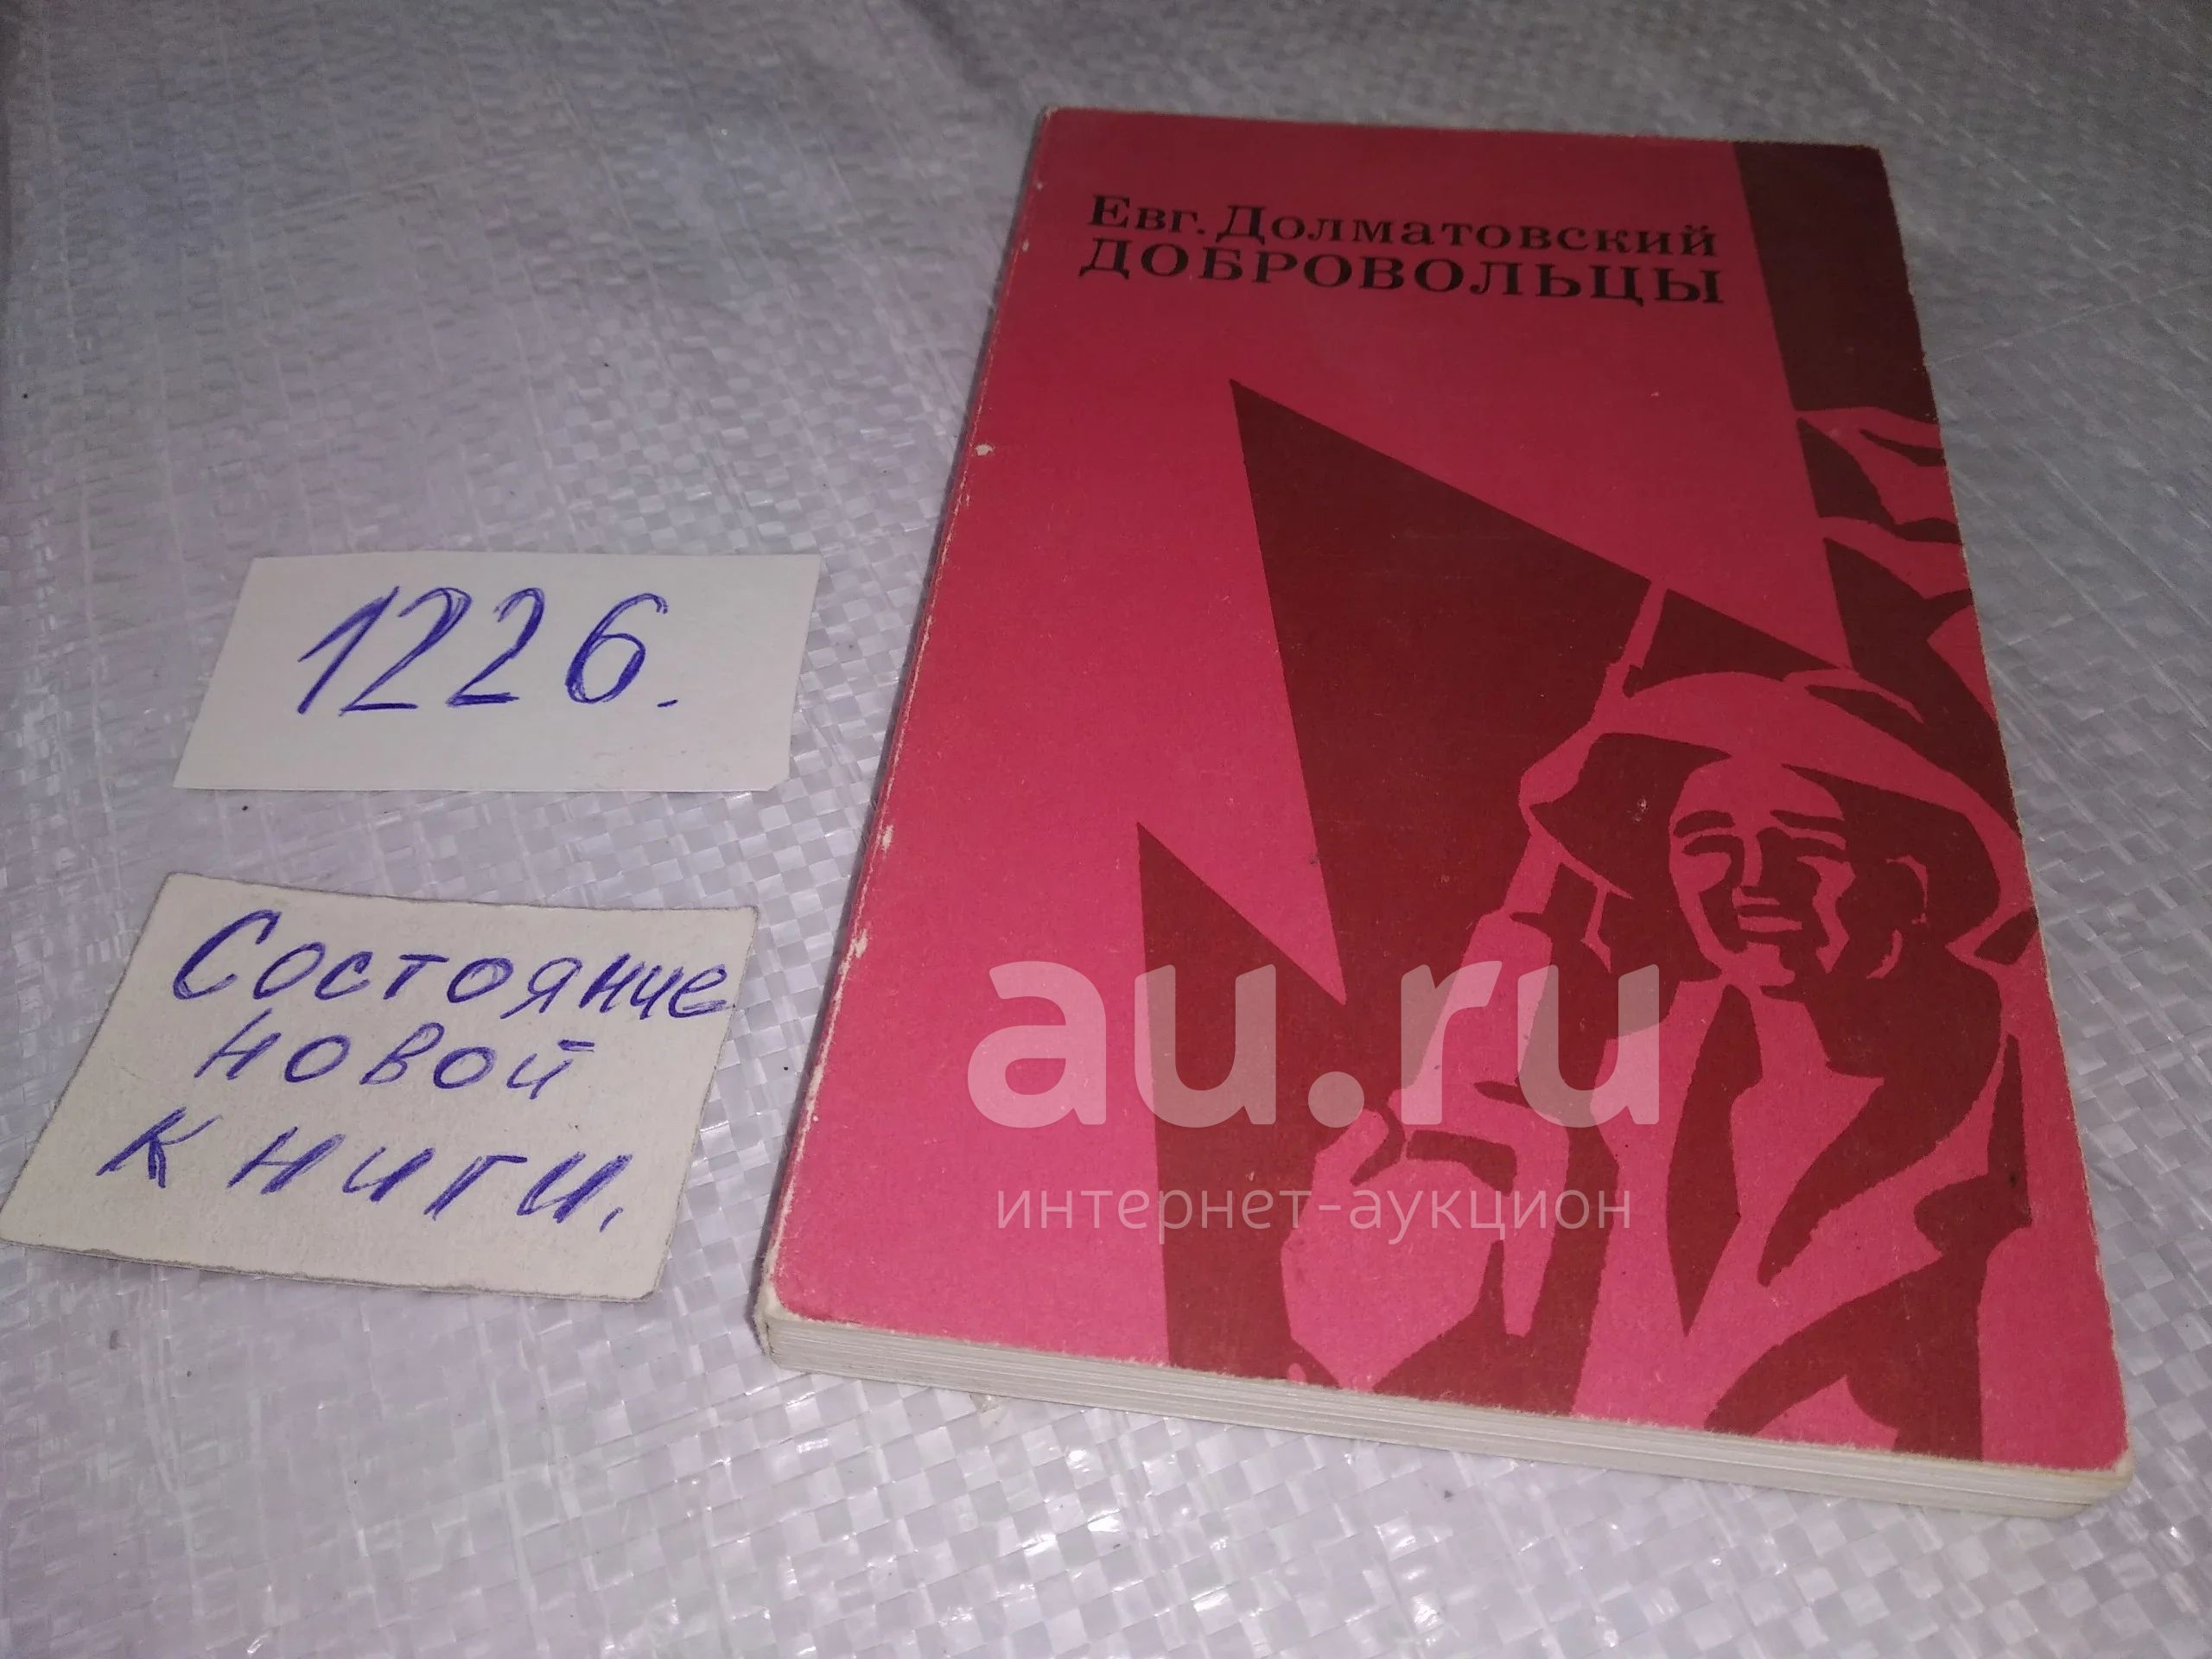 Евг. Долматовский
ДОБРОВОЛЬЦЫ
1226.
Состояние
новой
книги.
au.ru
интернет-аукцион